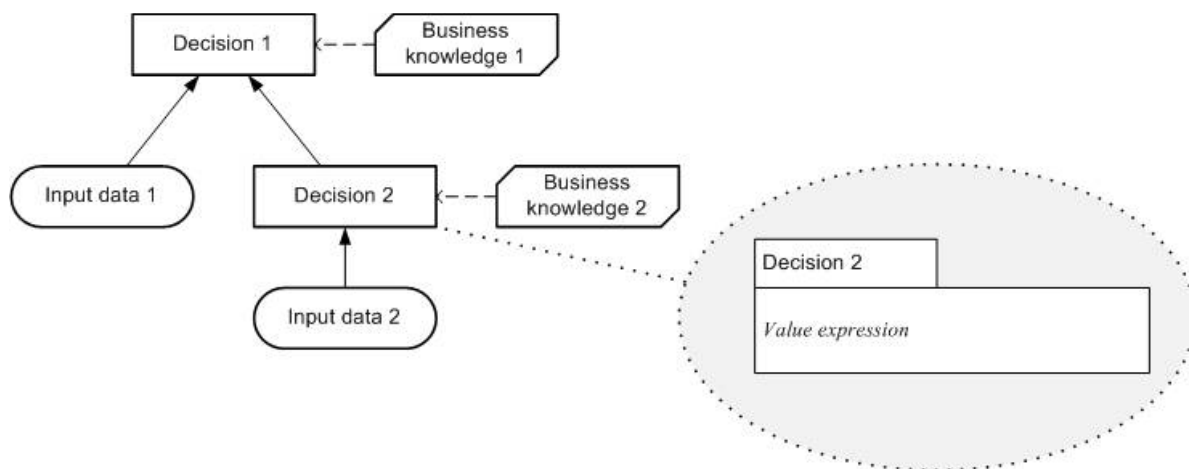 Decision 1
Business
knowledge 1
Input data 1
Decision 2
Business
knowledge 2
Input data 2
Decision 2
Value expression